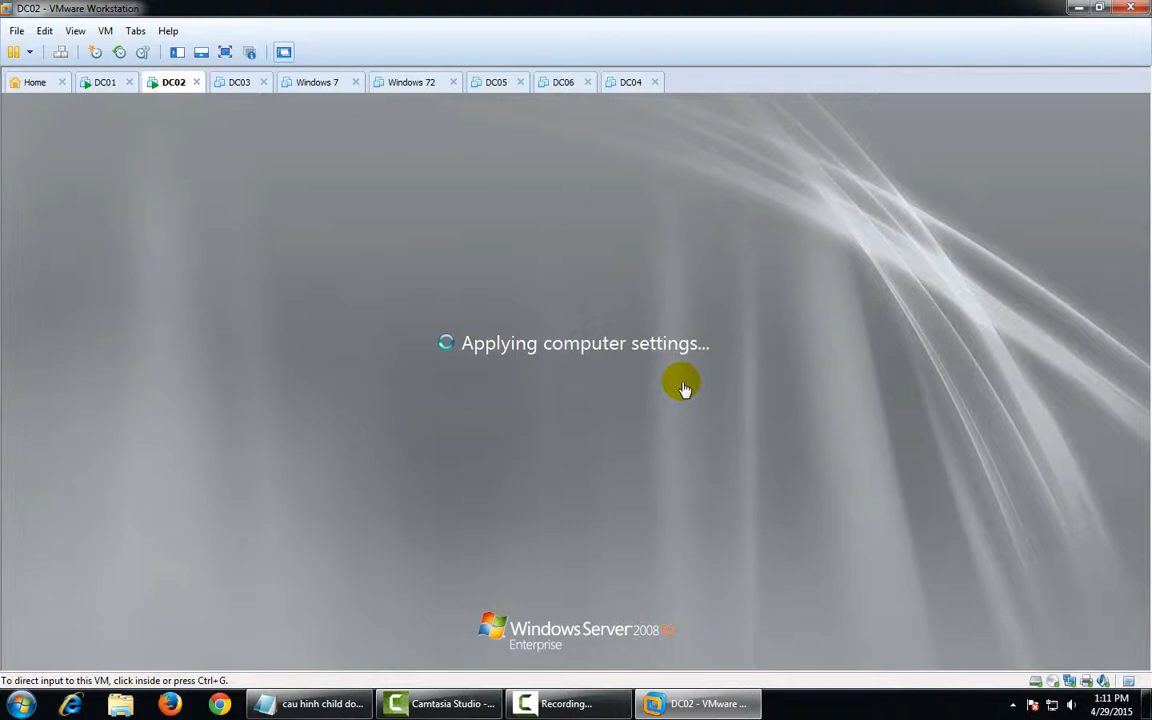 DC02 - VMware Workstation
File Edit View VM Tabs Help
Home DC01 DC02 DC03 Windows 7 Windows 72 DC05 DC06 DC04
Applying computer settings...
Windows Server 2008 R2
Enterprise
To direct input to this VM, click inside or press Ctrl+G.
cau hinh child do... Camtasia Studio -... Recording... DC02 - VMware ...
1:11 PM
4/29/2015